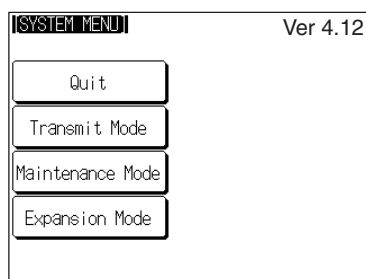 [SYSTEM MENU]
Ver 4.12
Quit
Transmit Mode
Maintenance Mode
Expansion Mode